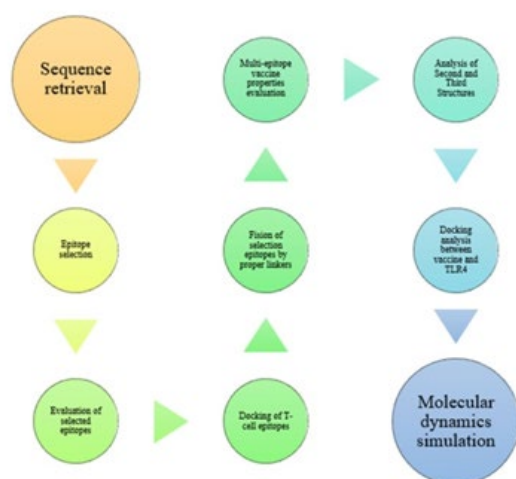 Sequence
retrieval
Epitope
selection
Evaluation of
selected
epitopes
Docking of T-
cell epitopes
Fision of
selection
epitopes by proper
linkers
Multi-epitope
vaccine
properties
evaluation
Analysis of
Second and
Third
Structures
Docking
analysis
between
vaccine and
TLR4
Molecular
dynamics
simulation